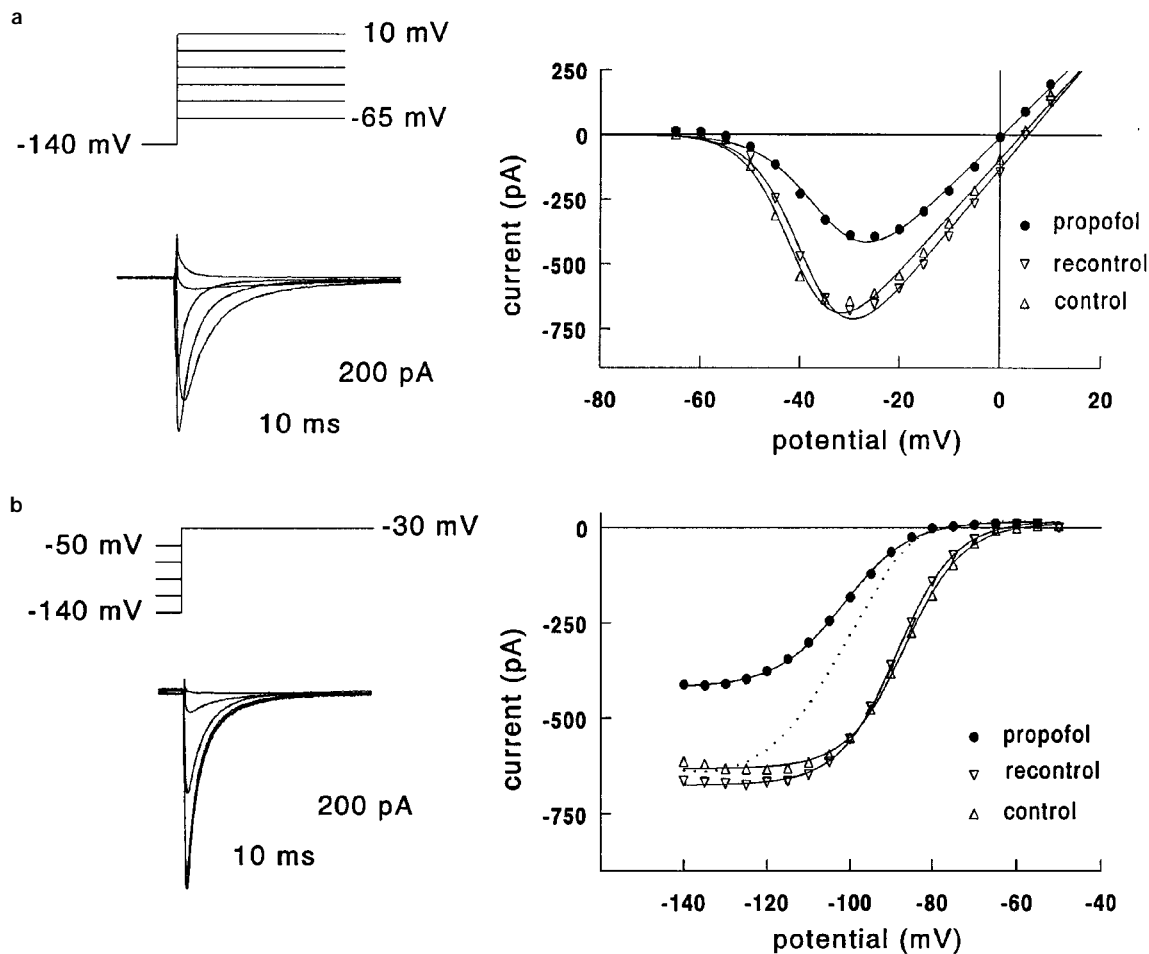 a
10 mV
-65 mV
-140 mV
200 pA
10 ms
current (pA)
250
0
-250
-500
-750
propofol
recontrol
control
-80 -60 -40 -20 0 20
potential (mV)
b
-30 mV
-50 mV
-140 mV
200 pA
10 ms
current (pA)
0
-250
-500
-750
propofol
recontrol
control
-140 -120 -100 -80 -60 -40
potential (mV)